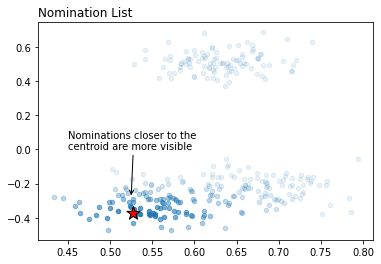 Nomination List
0.6
0.4
0.2
0.0
−0.2
−0.4
Nominations closer to the
centroid are more visible
0.45 0.50 0.55 0.60 0.65 0.70 0.75 0.80